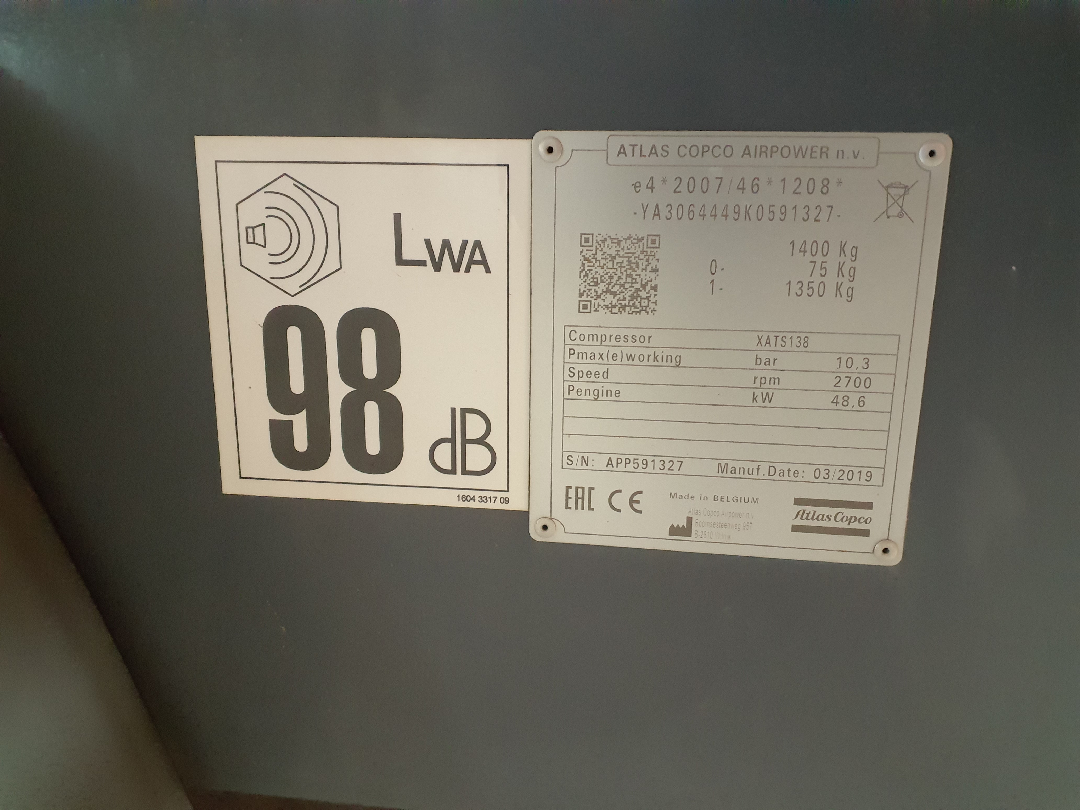 LWA
98
dB
1604 3317 09
ATLAS COPCO AIRPOWER n.v.
e4*2007/46*1208*
-YA3064449K0591327-
1400 Kg
0- 75 Kg
1- 1350 Kg
Compressor XATS138
Pmax(e)working bar 10,3
Speed rpm 2700
Pengine kW 48,6
S/N: APP591327 Manuf.Date: 03/2019
EAC CE Made in BELGIUM
Atlas Copco